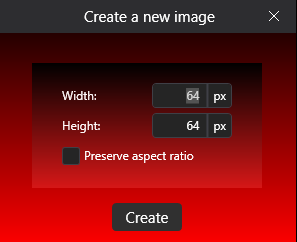 Create a new image
Width: 64 px
Height: 64 px
Preserve aspect ratio
Create